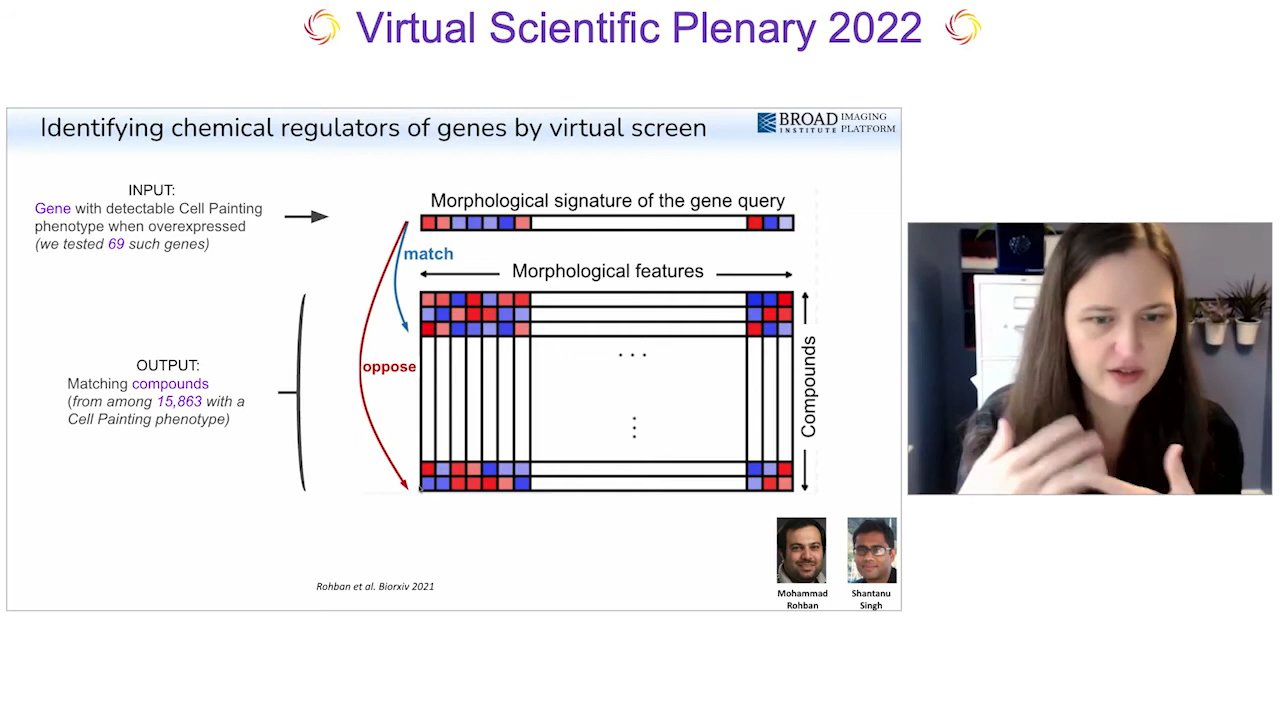 Virtual Scientific Plenary 2022
Identifying chemical regulators of genes by virtual screen
BROAD
INSTITUTE
IMAGING
PLATFORM
INPUT:
Gene with detectable Cell Painting
phenotype when overexpressed
(we tested 69 such genes)
Morphological signature of the gene query
match
Morphological features
oppose
Compounds
. . .
OUTPUT:
Matching compounds
(from among 15,863 with a
Cell Painting phenotype)
Rohban et al. Biorxiv 2021
Mohammad
Rohban
Shantanu
Singh